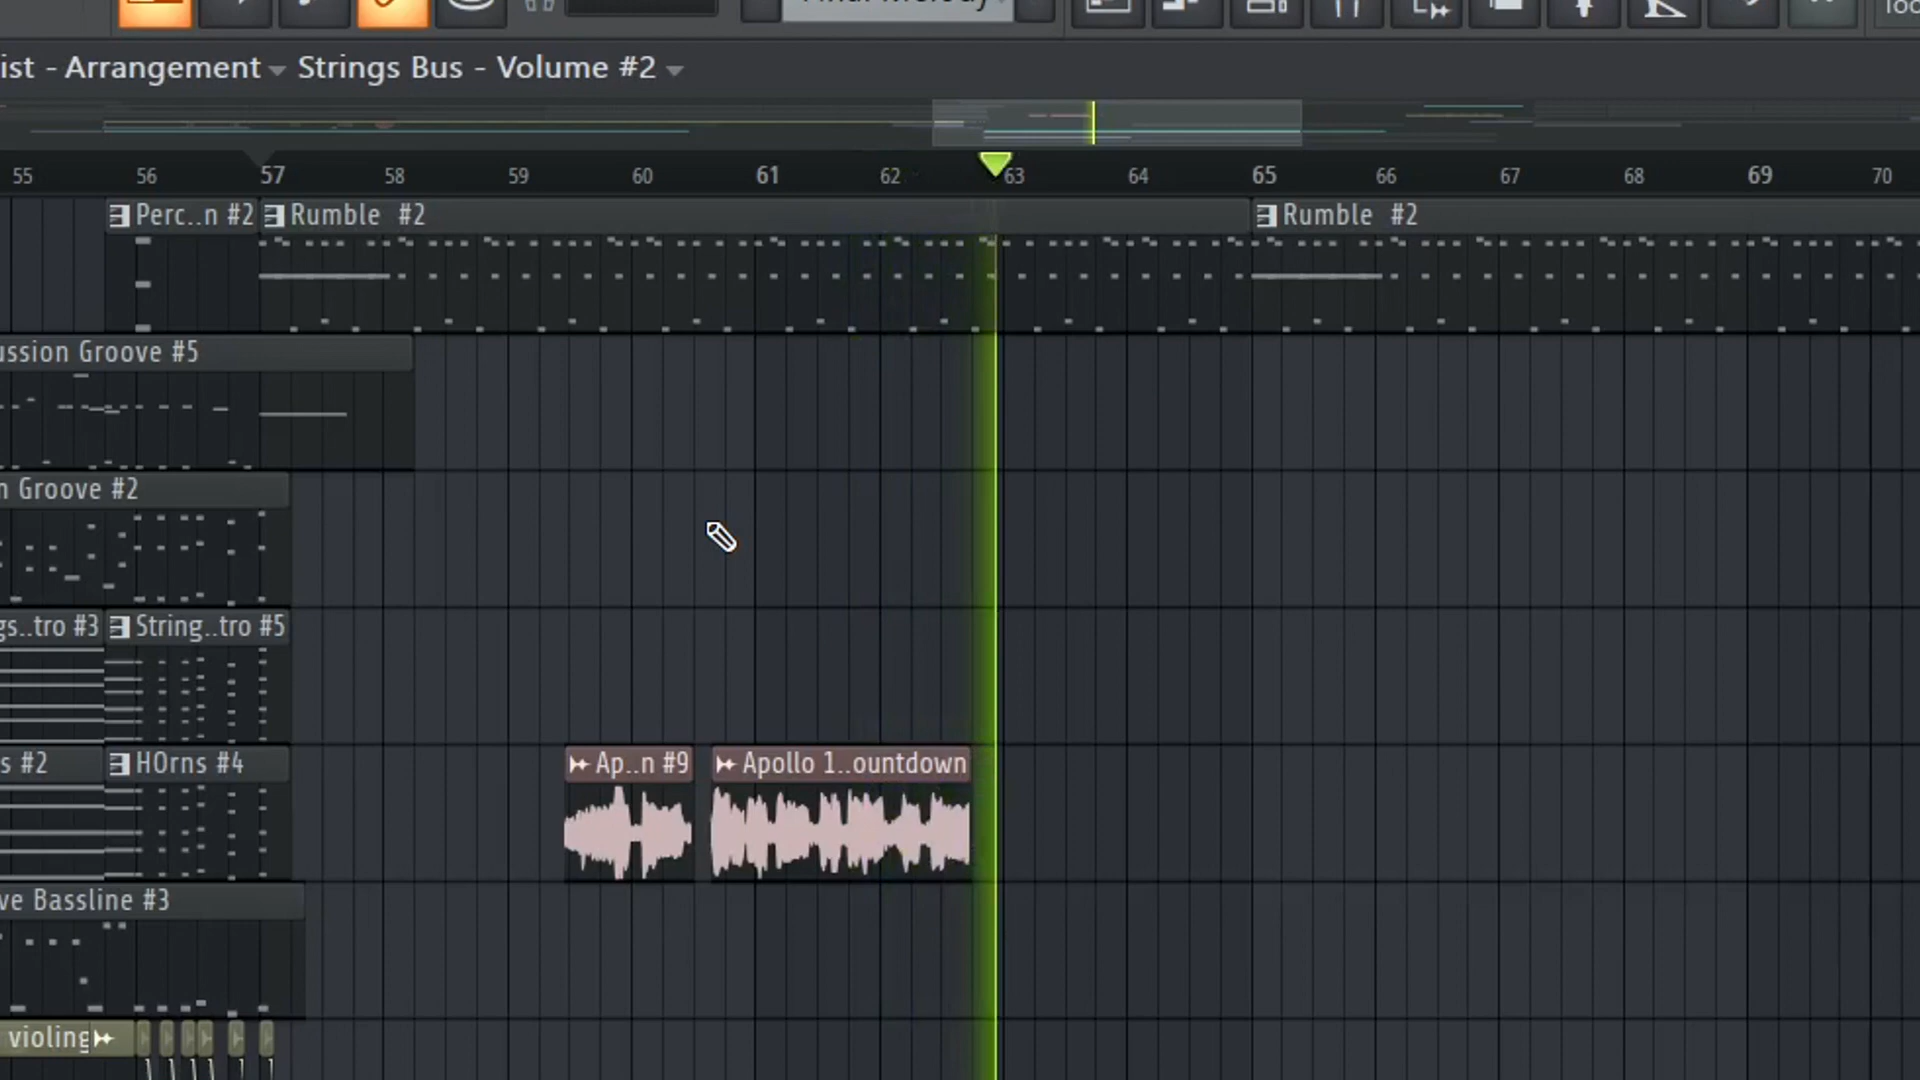 ist - Arrangement Strings Bus - Volume #2
55 56 57 58 59 60 61 62 63 64 65 66 67 68 69 70
Perc..n #2 Rumble #2 Rumble #2
ussion Groove #5
n Groove #2
gs..tro #3 String..tro #5
s #2 HOrns #4 Ap..n #9 Apollo 1..ountdown
ve Bassline #3
violing